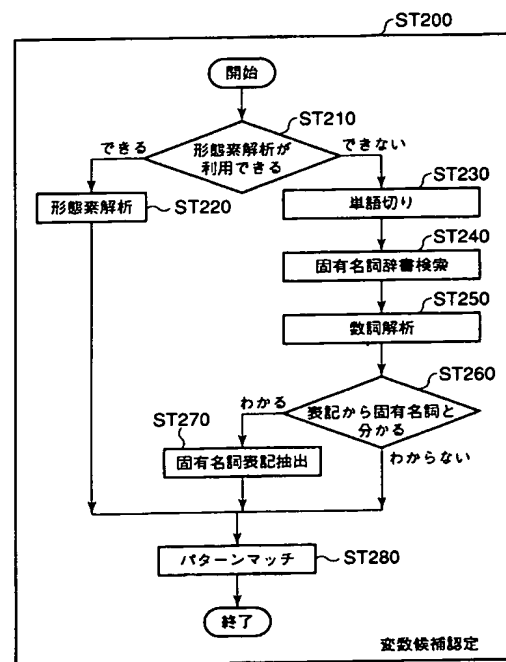 ST200
開始
ST210
できる
できない
形態素解析が
利用できる
ST230
形態素解析
ST220
単語切り
ST240
固有名詞辞書検索
ST250
数詞解析
ST260
わかる
表記から固有名詞と
分かる
ST270
固有名詞表記抽出
わからない
パターンマッチ
ST280
終了
変数候補認定